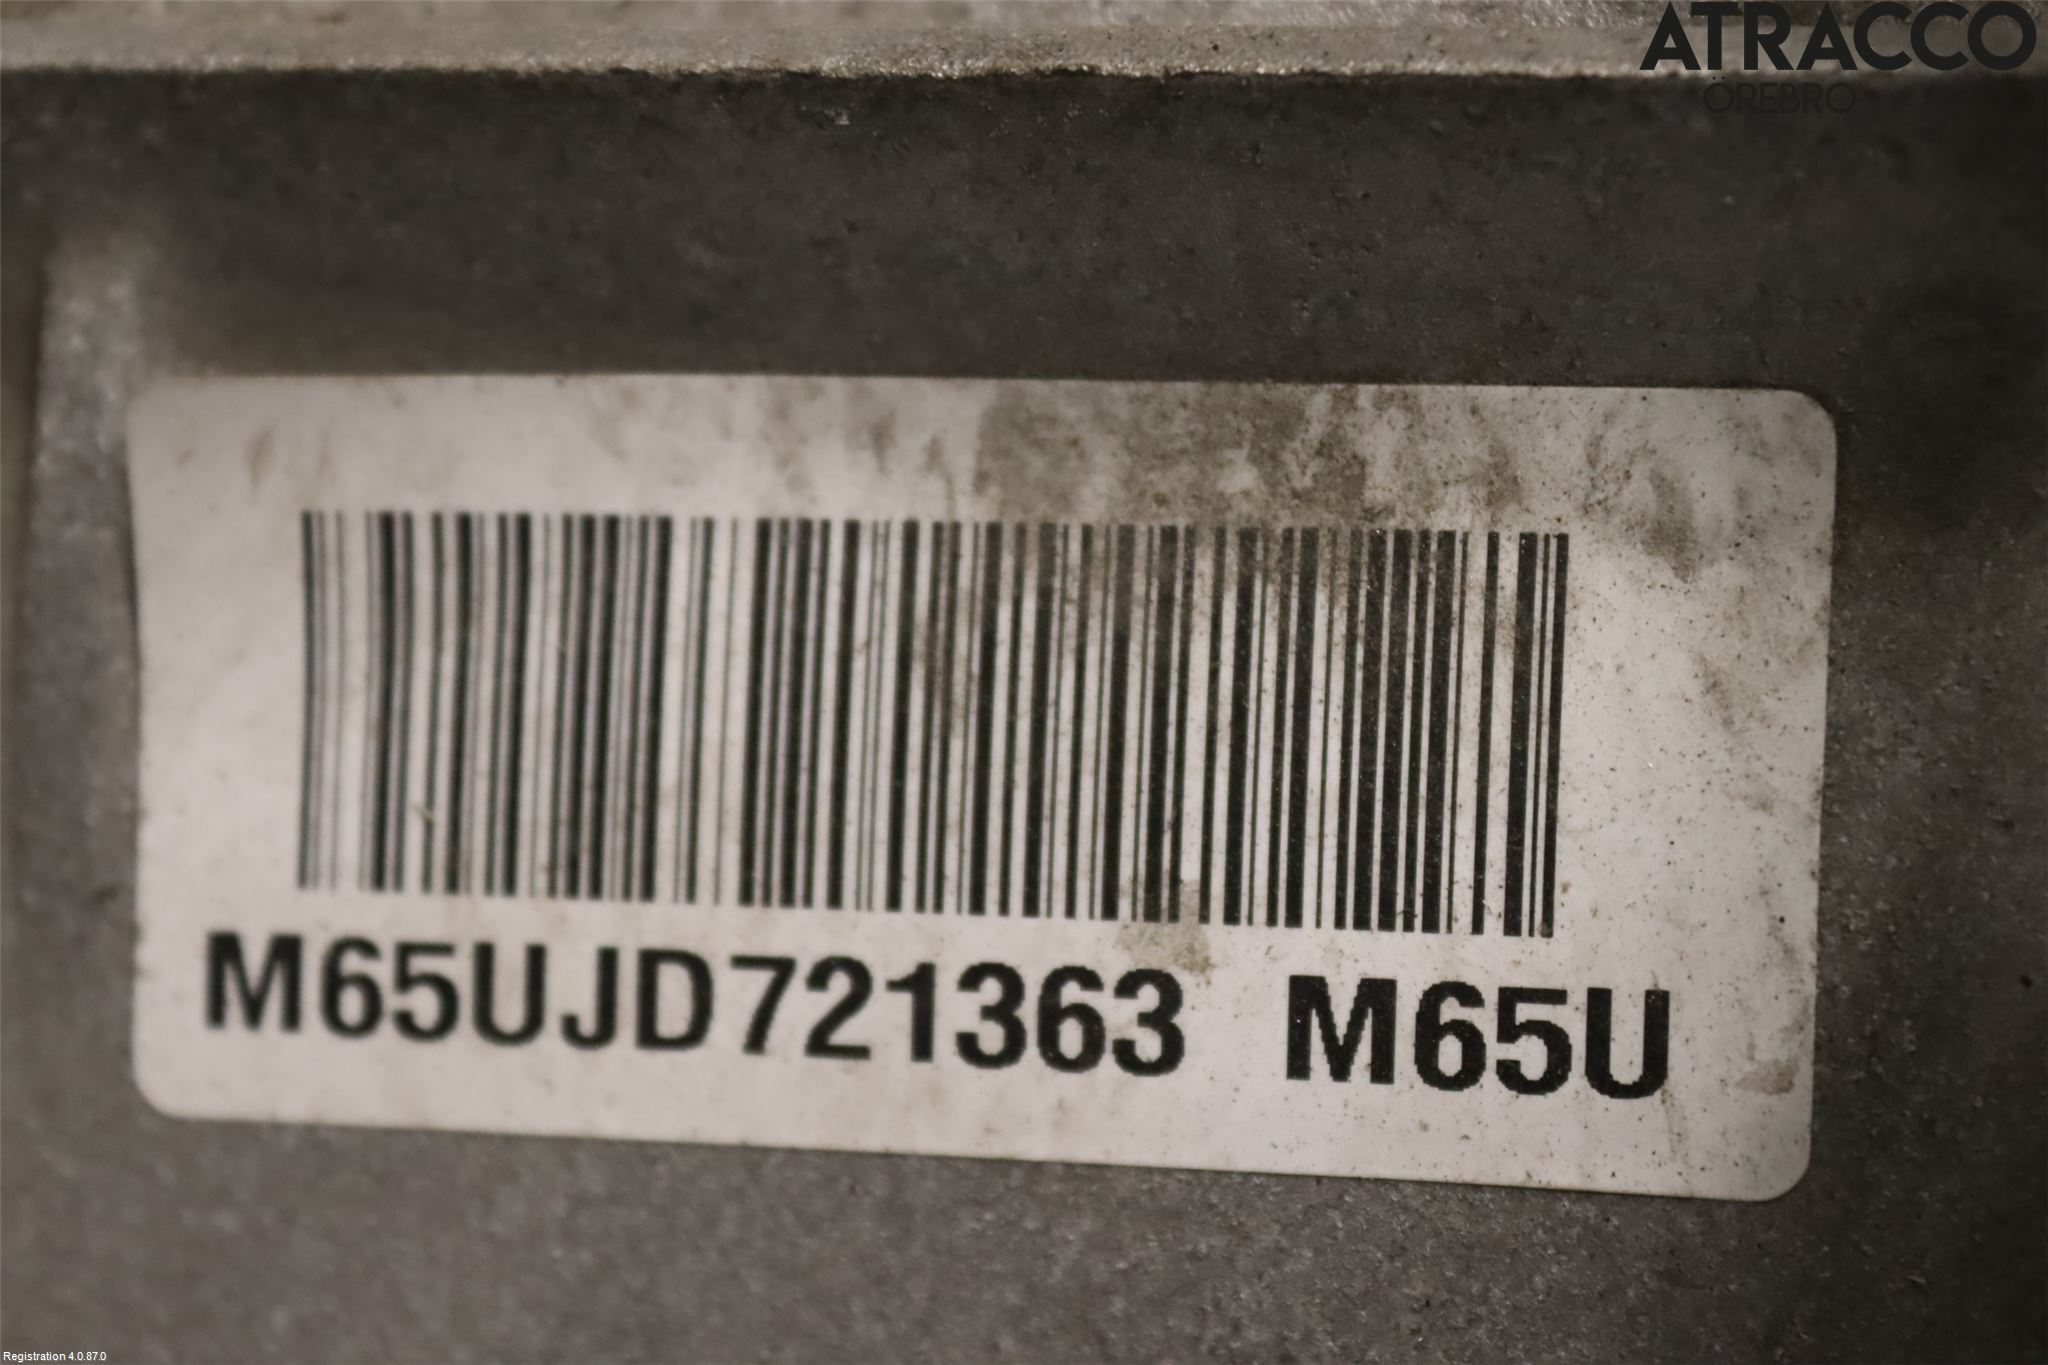 ATRACCO
ÖREBRO
M65UJD721363 M65U
Registration 4.0.87.0